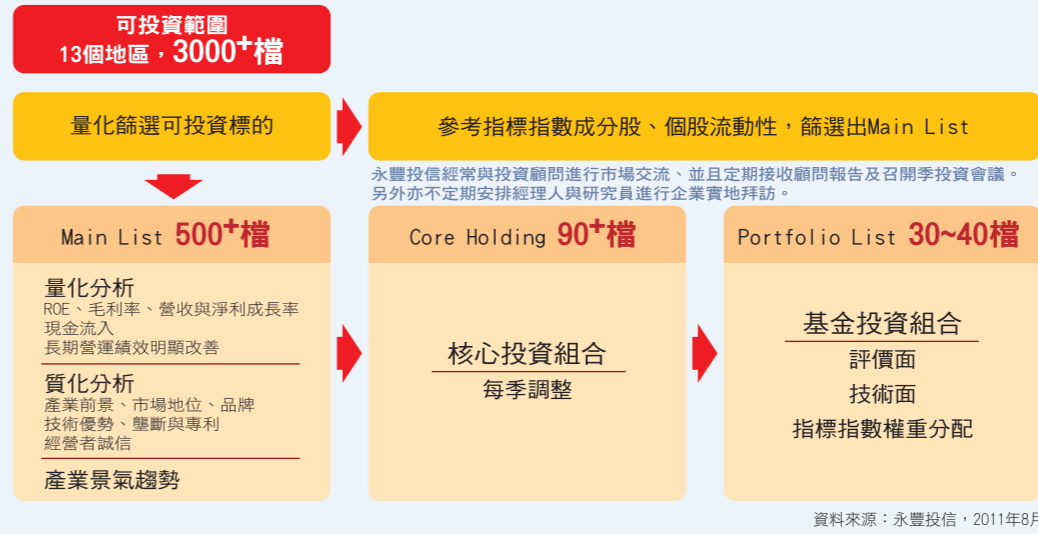 可投資範圍
13個地區，3000+檔
量化篩選可投資標的
參考指標指數成分股、個股流動性，篩選出Main List
永豐投信經常與投資顧問進行市場交流、並且定期接收顧問報告及召開季投資會議。
另外亦不定期安排經理人與研究員進行企業實地拜訪。
Main List 500+檔
量化分析
ROE、毛利率、營收與淨利成長率
現金流入
長期營運績效明顯改善
質化分析
產業前景、市場地位、品牌
技術優勢、壟斷與專利
經營者誠信
產業景氣趨勢
Core Holding 90+檔
核心投資組合
每季調整
Portfolio List 30~40檔
基金投資組合
評價面
技術面
指標指數權重分配
資料來源：永豐投信，2011年8月